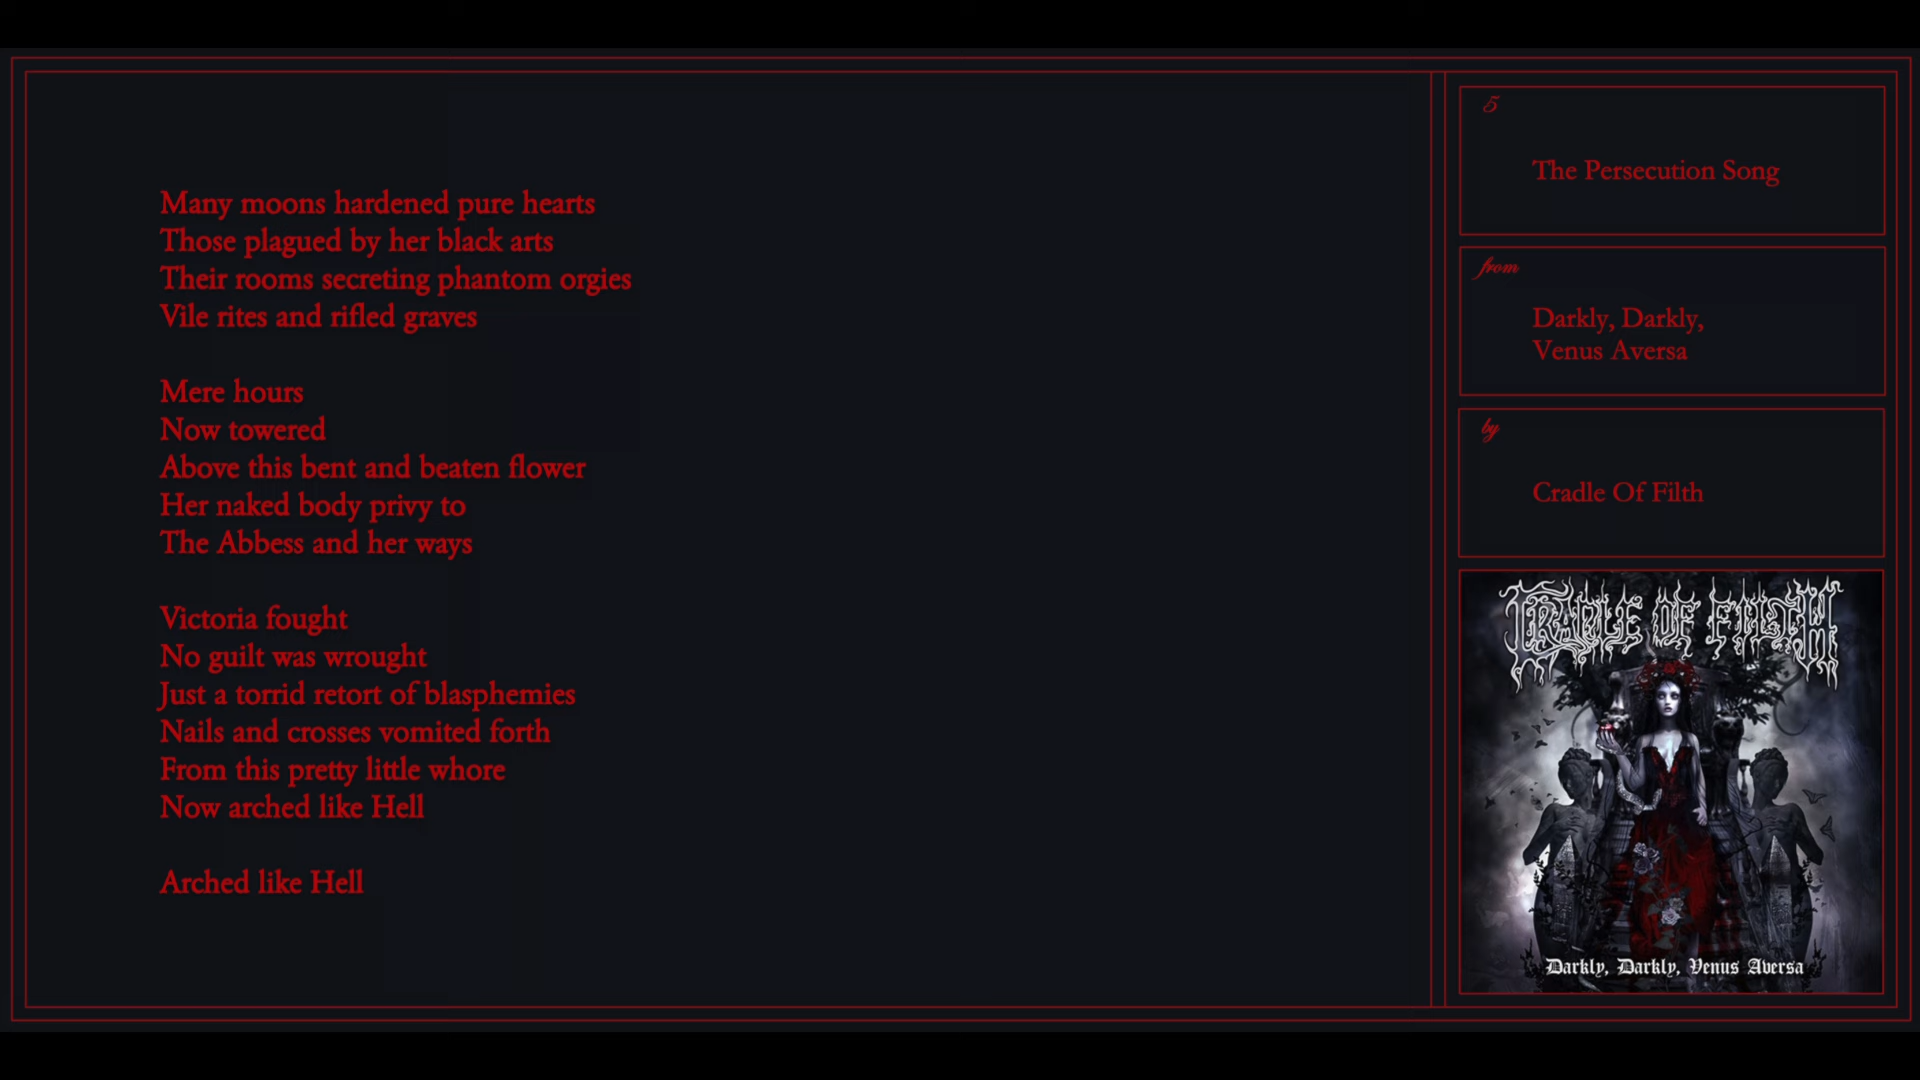 Many moons hardened pure hearts
Those plagued by her black arts
Their rooms secreting phantom orgies
Vile rites and rifled graves
Mere hours
Now towered
Above this bent and beaten flower
Her naked body privy to
The Abbess and her ways
Victoria fought
No guilt was wrought
Just a torrid retort of blasphemies
Nails and crosses vomited forth
From this pretty little whore
Now arched like Hell
Arched like Hell
5
The Persecution Song
from
Darkly, Darkly,
Venus Aversa
by
Cradle Of Filth
CRADLE OF FILTH
Darkly, Darkly, Venus Aversa